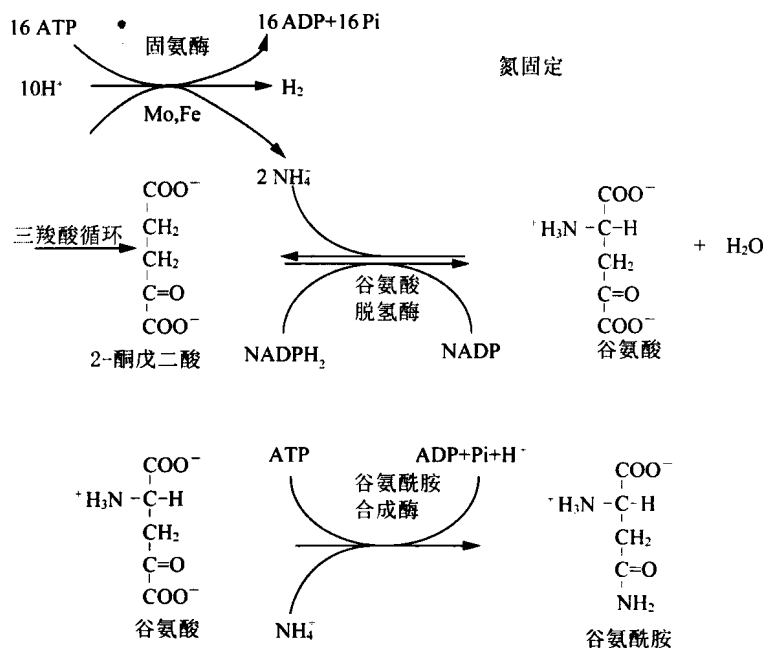 16 ATP
16 ADP+16 Pi
固氨酶
氮固定
10H⁺
H₂
Mo,Fe
2 NH₄⁻
COO⁻
CH₂
CH₂
C=O
COO⁻
2-酮戊二酸
三羧酸循环
谷氨酸
脱氢酶
NADPH₂
NADP
COO⁻
⁺H₃N-C-H
CH₂
C=O
COO⁻
谷氨酸
+ H₂O
COO⁻
⁺H₃N-C-H
CH₂
C=O
COO⁻
谷氨酸
ATP
ADP+Pi+H⁺
谷氨酰胺
合成酶
NH₄⁺
COO⁻
⁺H₃N-C-H
CH₂
C=O
NH₂
谷氨酰胺